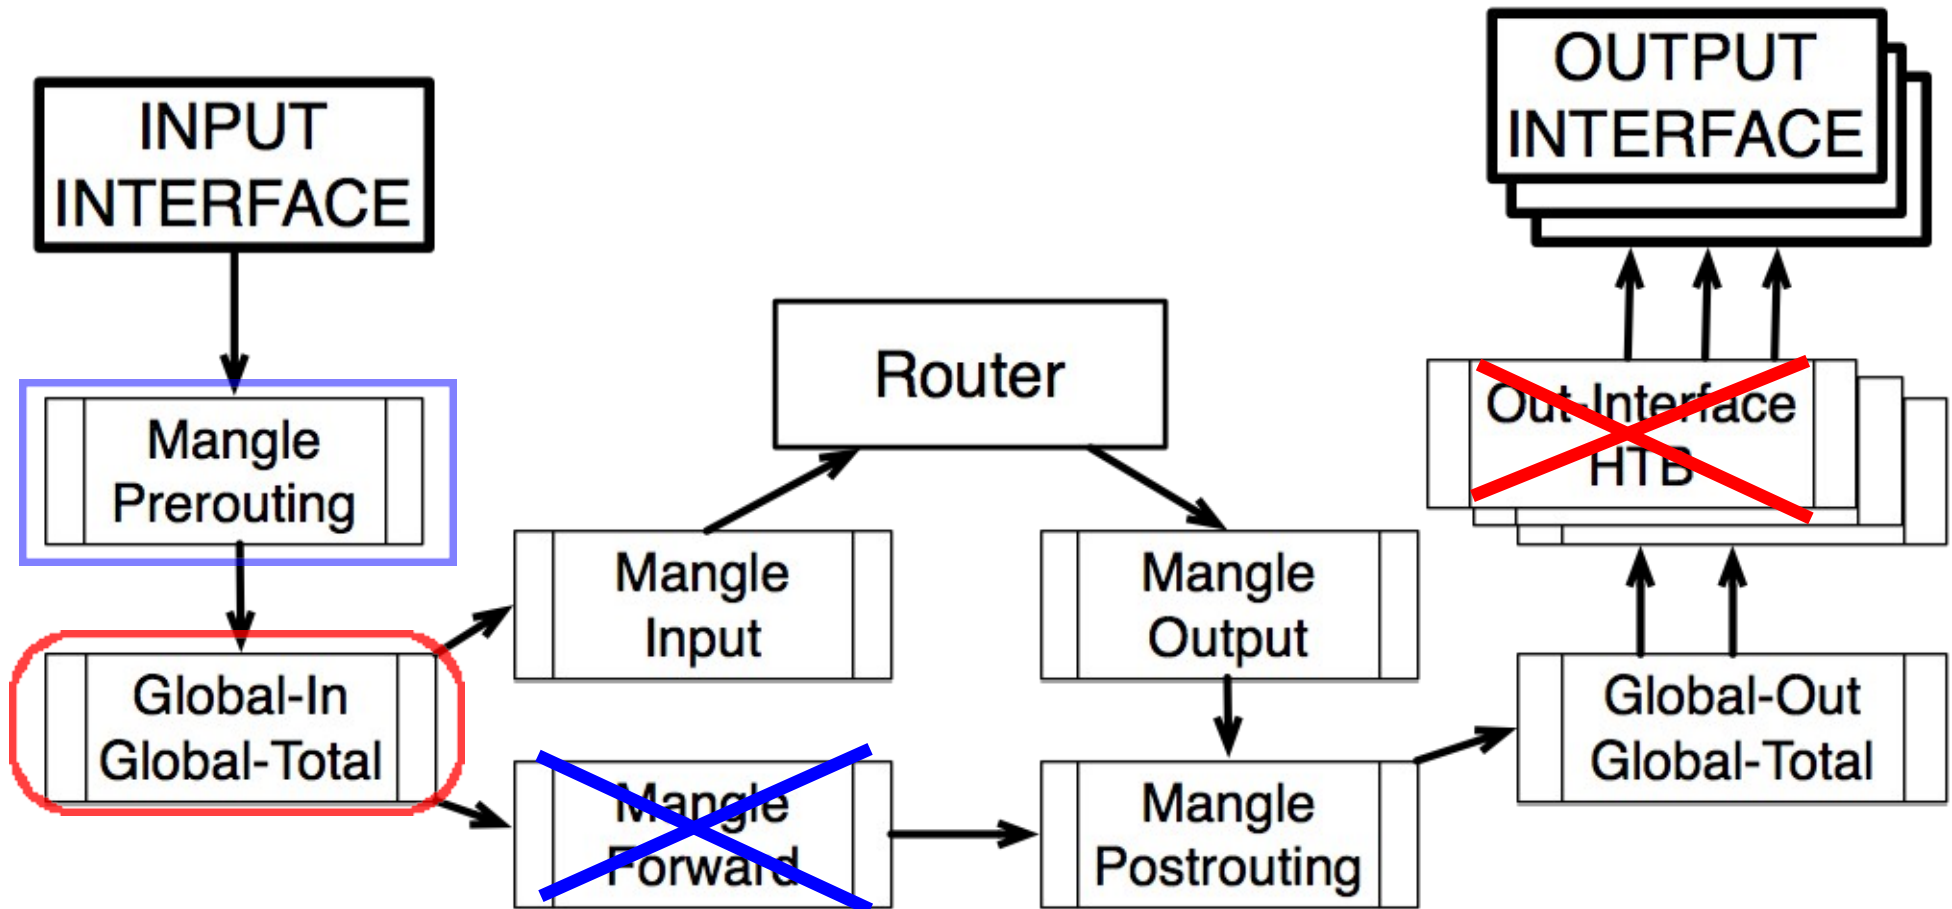 INPUT
INTERFACE
OUTPUT
INTERFACE
Router
Mangle
Prerouting
Out-Interface
HTB
Mangle
Input
Mangle
Output
Global-In
Global-Total
Global-Out
Global-Total
Mangle
Forward
Mangle
Postrouting